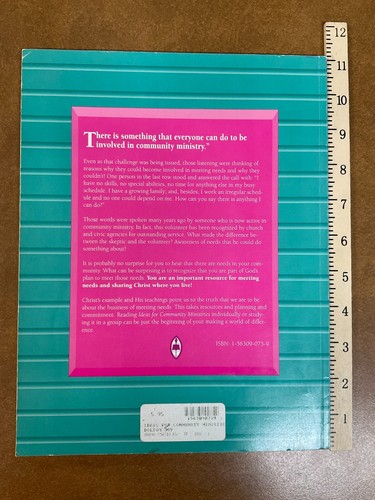 There is something that everyone can do to be
involved in community ministry."
Even as that challenge was being issued, those listening were thinking of
reasons why they could become involved in meeting needs and why they
couldn't! One person in the last row stood and answered the call with: "I
have no skills, no special abilities, no time for anything else in my busy
schedule. I have a growing family; and, besides, I work an irregular sched-
ule and no one could depend on me. How can you say there is anything I
can do?"
Those words were spoken many years ago by someone who is now active in
community ministry. In fact, this volunteer has been recognized by church
and civic agencies for outstanding service. What made the difference be-
tween the skeptic and the volunteer? Awareness of needs that he could do
something about!
It is probably no surprise for you to hear that there are needs in your com-
munity. What can be surprising is to recognize that you are part of God's
plan to meet those needs. You are an important resource for meeting
needs and sharing Christ where you live!
Christ's example and His teachings point us to the truth that we are to be
about the business of meeting needs. This takes resources and planning and
commitment. Reading Ideas for Community Ministries individually or study-
ing it in a group can be just the beginning of your making a world of differ-
ence.
ISBN: 1-56309-073-9
5.95
IDEAS FOR COMMUNITY MINISTRI
12
11
10
9
8
7
6
5
4
3
2
1